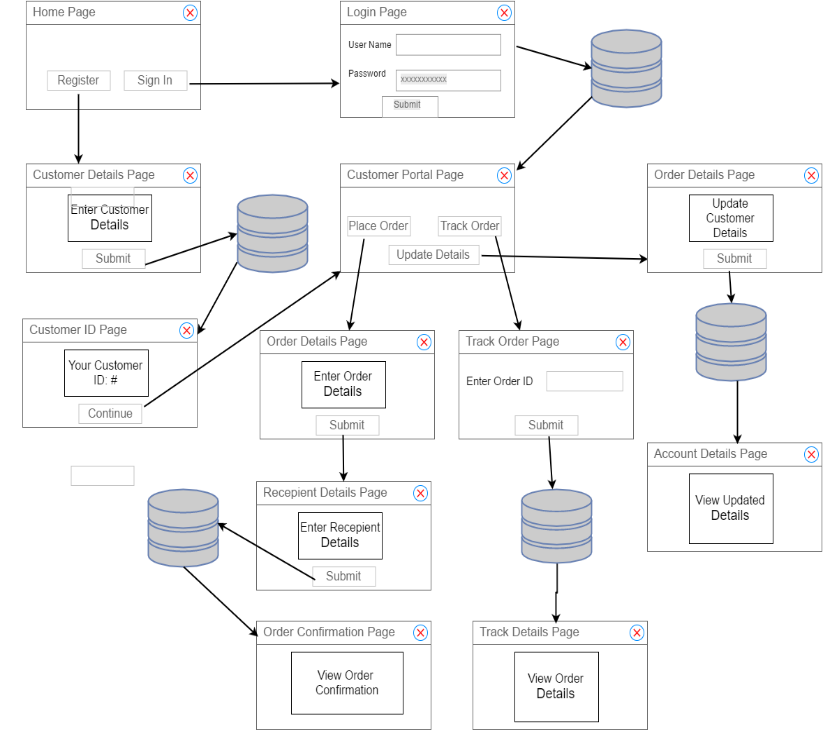 Home Page
Register
Sign In
Login Page
User Name
Password
xxxxxxxxxxx
Submit
Customer Details Page
Enter Customer
Details
Submit
Customer Portal Page
Place Order
Track Order
Update Details
Order Details Page
Update
Customer
Details
Submit
Customer ID Page
Your Customer
ID: #
Continue
Order Details Page
Enter Order
Details
Submit
Track Order Page
Enter Order ID
Submit
Account Details Page
View Updated
Details
Recepient Details Page
Enter Recepient
Details
Submit
Order Confirmation Page
View Order
Confirmation
Track Details Page
View Order
Details